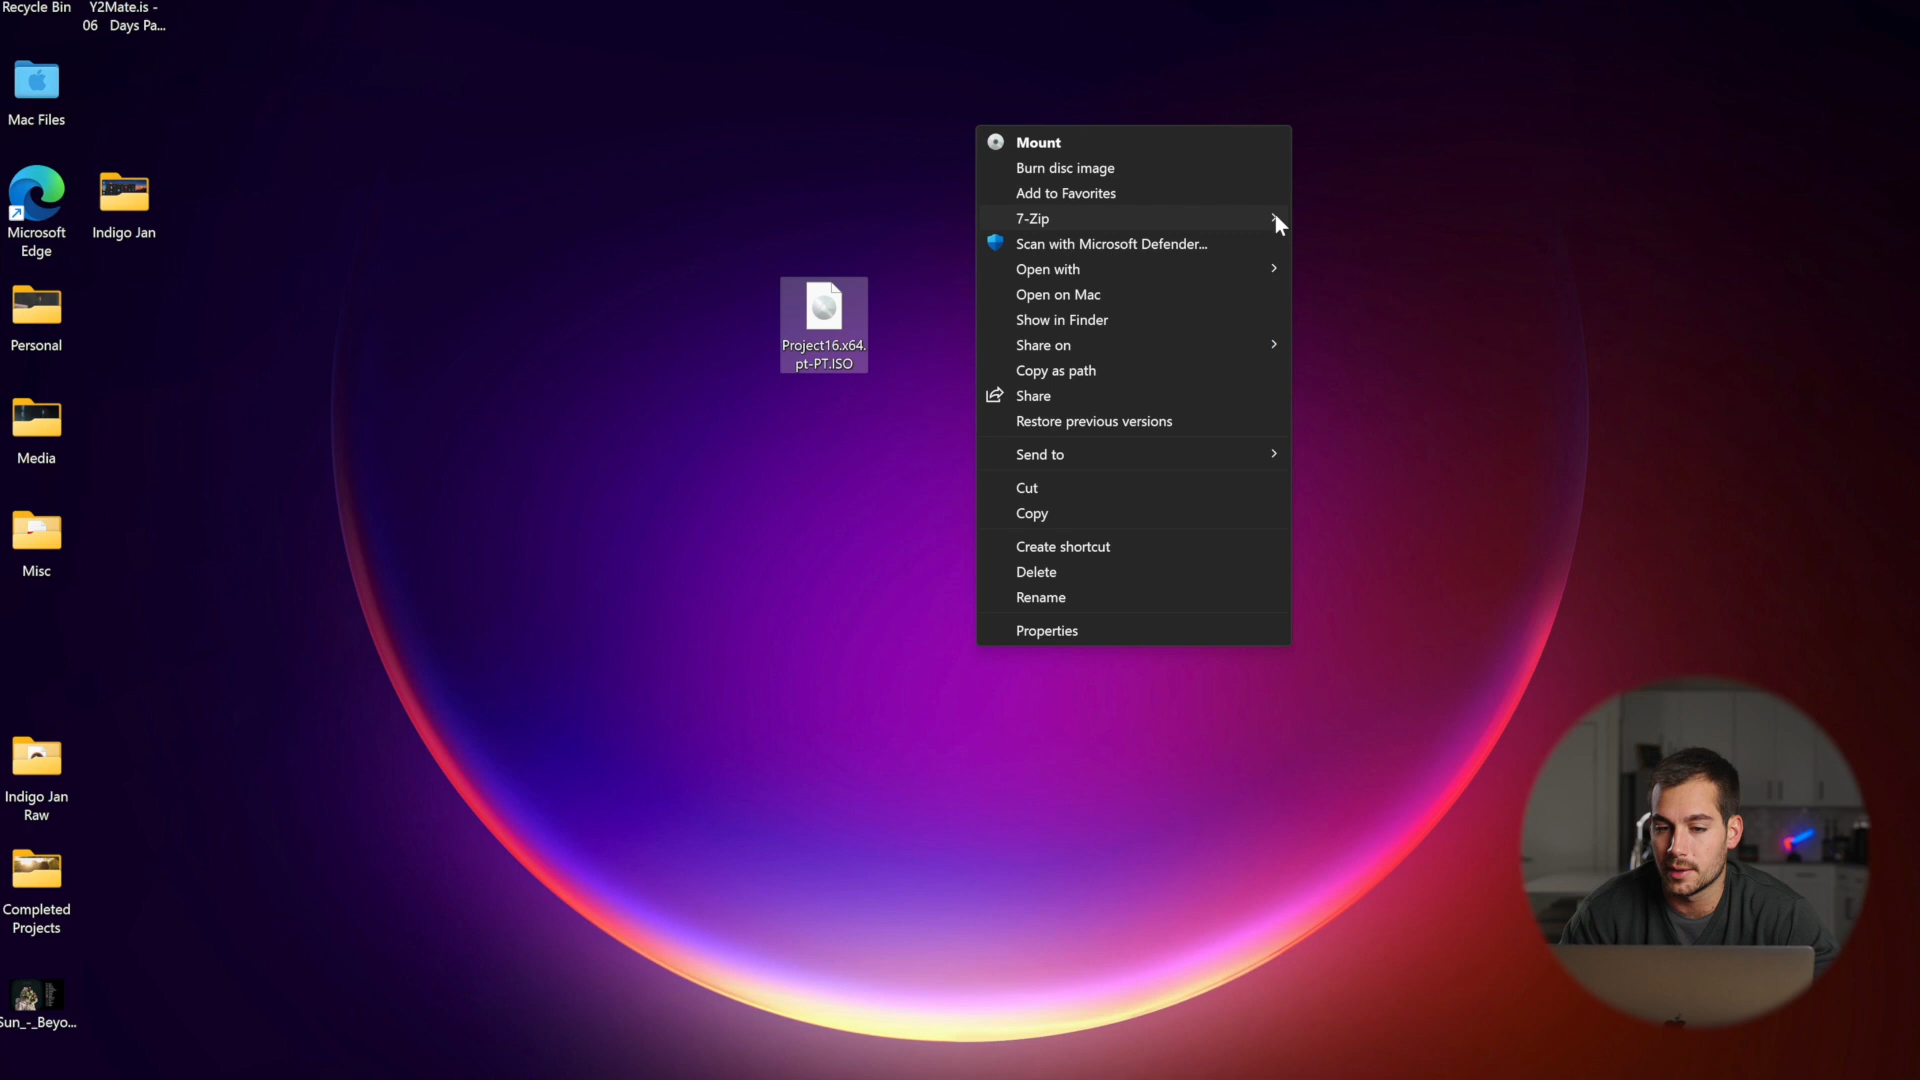 Recycle Bin
Y2Mate.is -
06 Days Pa...
Mac Files
Microsoft
Edge
Indigo Jan
Personal
Media
Misc
Indigo Jan
Raw
Completed
Projects
Sun_-_Beyo...
Project16.x64.
pt-PT.ISO
Mount
Burn disc image
Add to Favorites
7-Zip
Scan with Microsoft Defender...
Open with
Open on Mac
Show in Finder
Share on
Copy as path
Share
Restore previous versions
Send to
Cut
Copy
Create shortcut
Delete
Rename
Properties